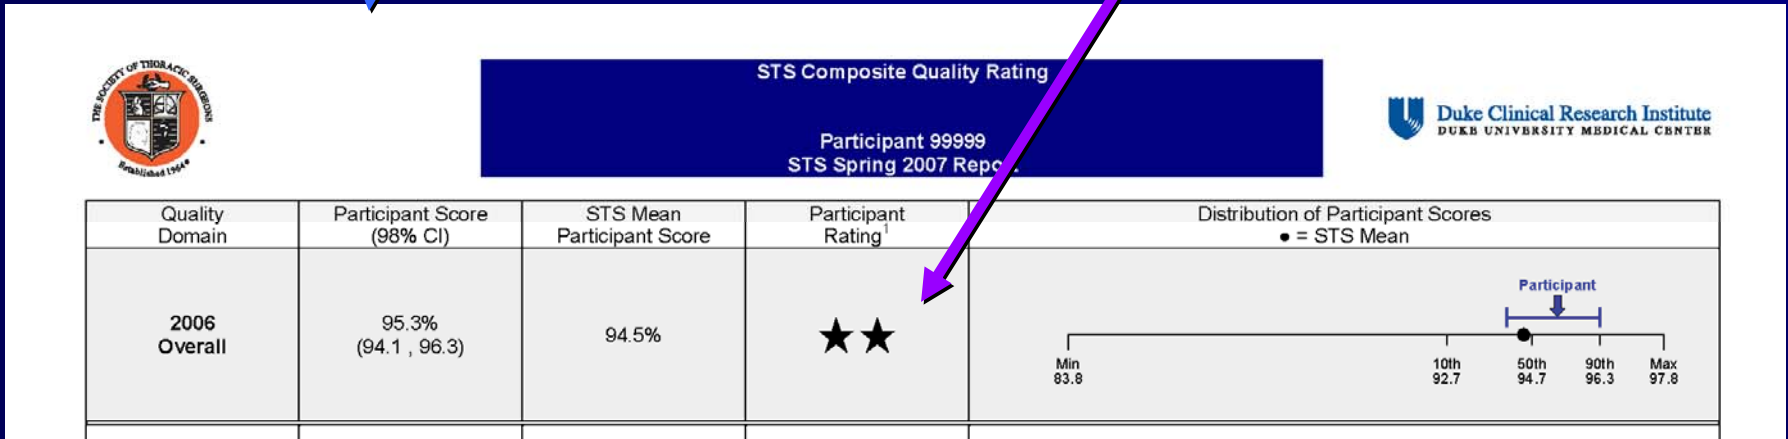 THE SOCIETY OF THORACIC SURGEONS
Established 1964
STS Composite Quality Rating
Participant 99999
STS Spring 2007
Duke Clinical Research Institute
DUKE UNIVERSITY MEDICAL CENTER
Quality Domain
Participant Score (98% CI)
STS Mean Participant Score
Participant Rating¹
Distribution of Participant Scores
● = STS Mean
2006
Overall
95.3%
(94.1 , 96.3)
94.5%
★★
Participant
Min
83.8
10th
92.7
50th
94.7
90th
96.3
Max
97.8